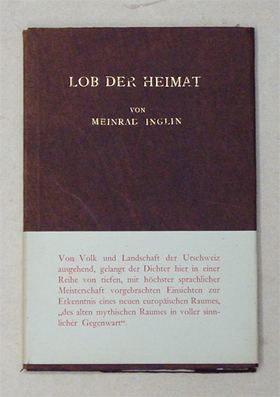 LOB DER HEIMAT
VON
MEINRAD INGLIN
Von Volk und Landschaft der Urschweiz
ausgehend, gelangt der Dichter hier in einer
Reihe von tiefen, mit höchster sprachlicher
Meisterschaft vorgebrachten Einsichten zur
Erkenntnis eines neuen europäischen Raumes,
„des alten mythischen Raumes in voller sinn-
licher Gegenwart“.